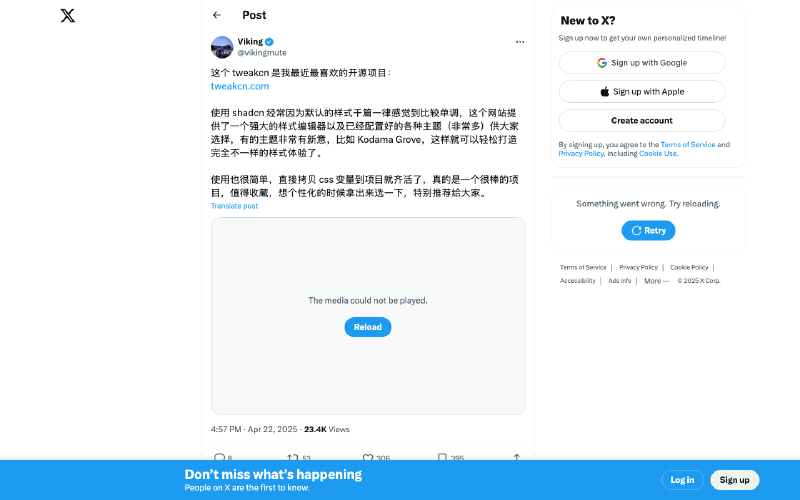 Post
Viking
@vikingmute
这个 tweakcn 是我最近最喜欢的开源项目：
tweakcn.com
使用 shadcn 经常因为默认的样式千篇一律感觉到比较单调，这个网站提
供了一个强大的样式编辑器以及已经配置好的各种主题（非常多）供大家
选择，有的主题非常有新意，比如 Kodama Grove，这样就可以轻松打造
完全不一样的样式体验了。
使用也很简单，直接拷贝 css 变量到项目就齐活了，真的是一个很棒的项
目，值得收藏，想个性化的时候拿出来选一下，特别推荐给大家。
Translate post
The media could not be played.
Reload
4:57 PM · Apr 22, 2025 · 23.4K Views
8 53 306 395
New to X?
Sign up now to get your own personalized timeline!
Sign up with Google
Sign up with Apple
Create account
By signing up, you agree to the Terms of Service and
Privacy Policy, including Cookie Use.
Something went wrong. Try reloading.
Retry
Terms of Service | Privacy Policy | Cookie Policy |
Accessibility | Ads info | More ··· © 2025 X Corp.
Don’t miss what’s happening
People on X are the first to know.
Log in
Sign up